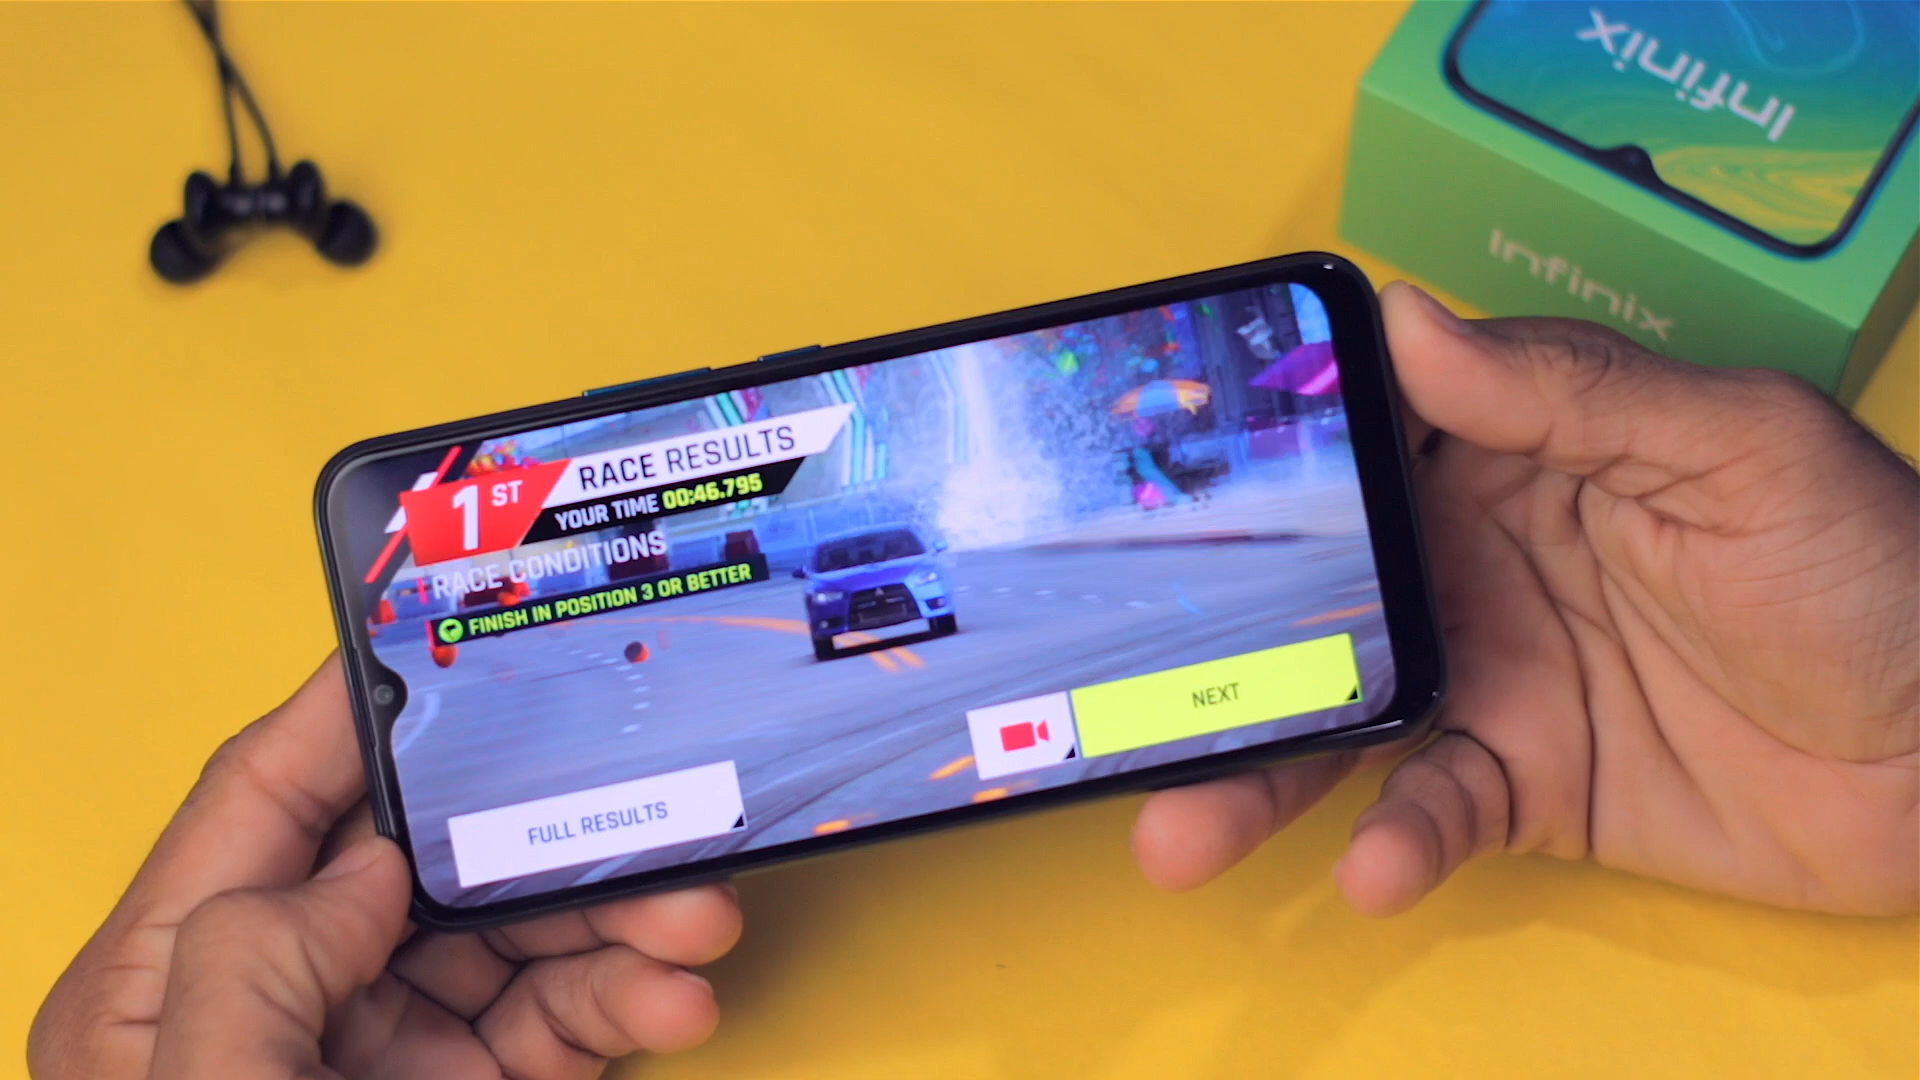 Infinix
Infinix
1ST
RACE RESULTS
YOUR TIME 00:46.795
RACE CONDITIONS
FINISH IN POSITION 3 OR BETTER
NEXT
FULL RESULTS